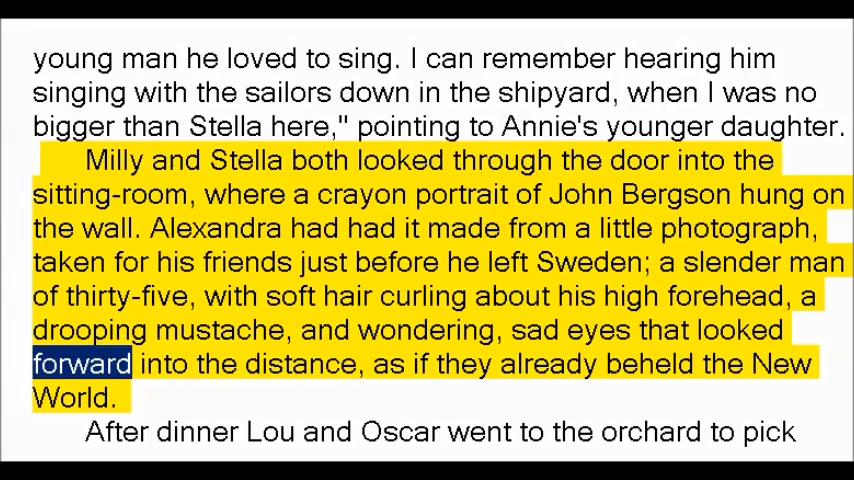 young man he loved to sing. I can remember hearing him
singing with the sailors down in the shipyard, when I was no
bigger than Stella here," pointing to Annie's younger daughter.
Milly and Stella both looked through the door into the
sitting-room, where a crayon portrait of John Bergson hung on
the wall. Alexandra had had it made from a little photograph,
taken for his friends just before he left Sweden; a slender man
of thirty-five, with soft hair curling about his high forehead, a
drooping mustache, and wondering, sad eyes that looked
forward into the distance, as if they already beheld the New
World.
After dinner Lou and Oscar went to the orchard to pick